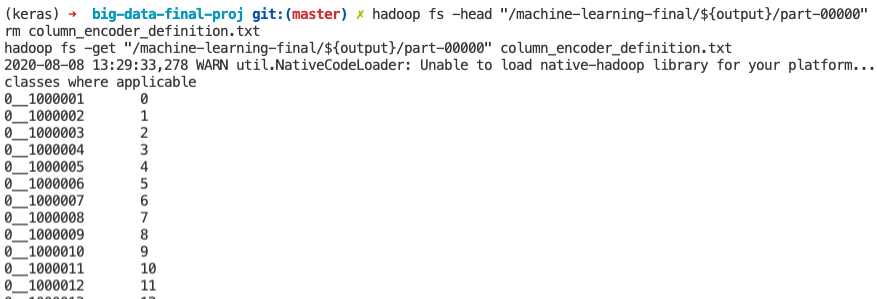 (keras) → big-data-final-proj git:(master) ✗ hadoop fs -head "/machine-learning-final/${output}/part-00000"
rm column_encoder_definition.txt
hadoop fs -get "/machine-learning-final/${output}/part-00000" column_encoder_definition.txt
2020-08-08 13:29:33,278 WARN util.NativeCodeLoader: Unable to load native-hadoop library for your platform...
classes where applicable
0__1000001 0
0__1000002 1
0__1000003 2
0__1000004 3
0__1000005 4
0__1000006 5
0__1000007 6
0__1000008 7
0__1000009 8
0__1000010 9
0__1000011 10
0__1000012 11